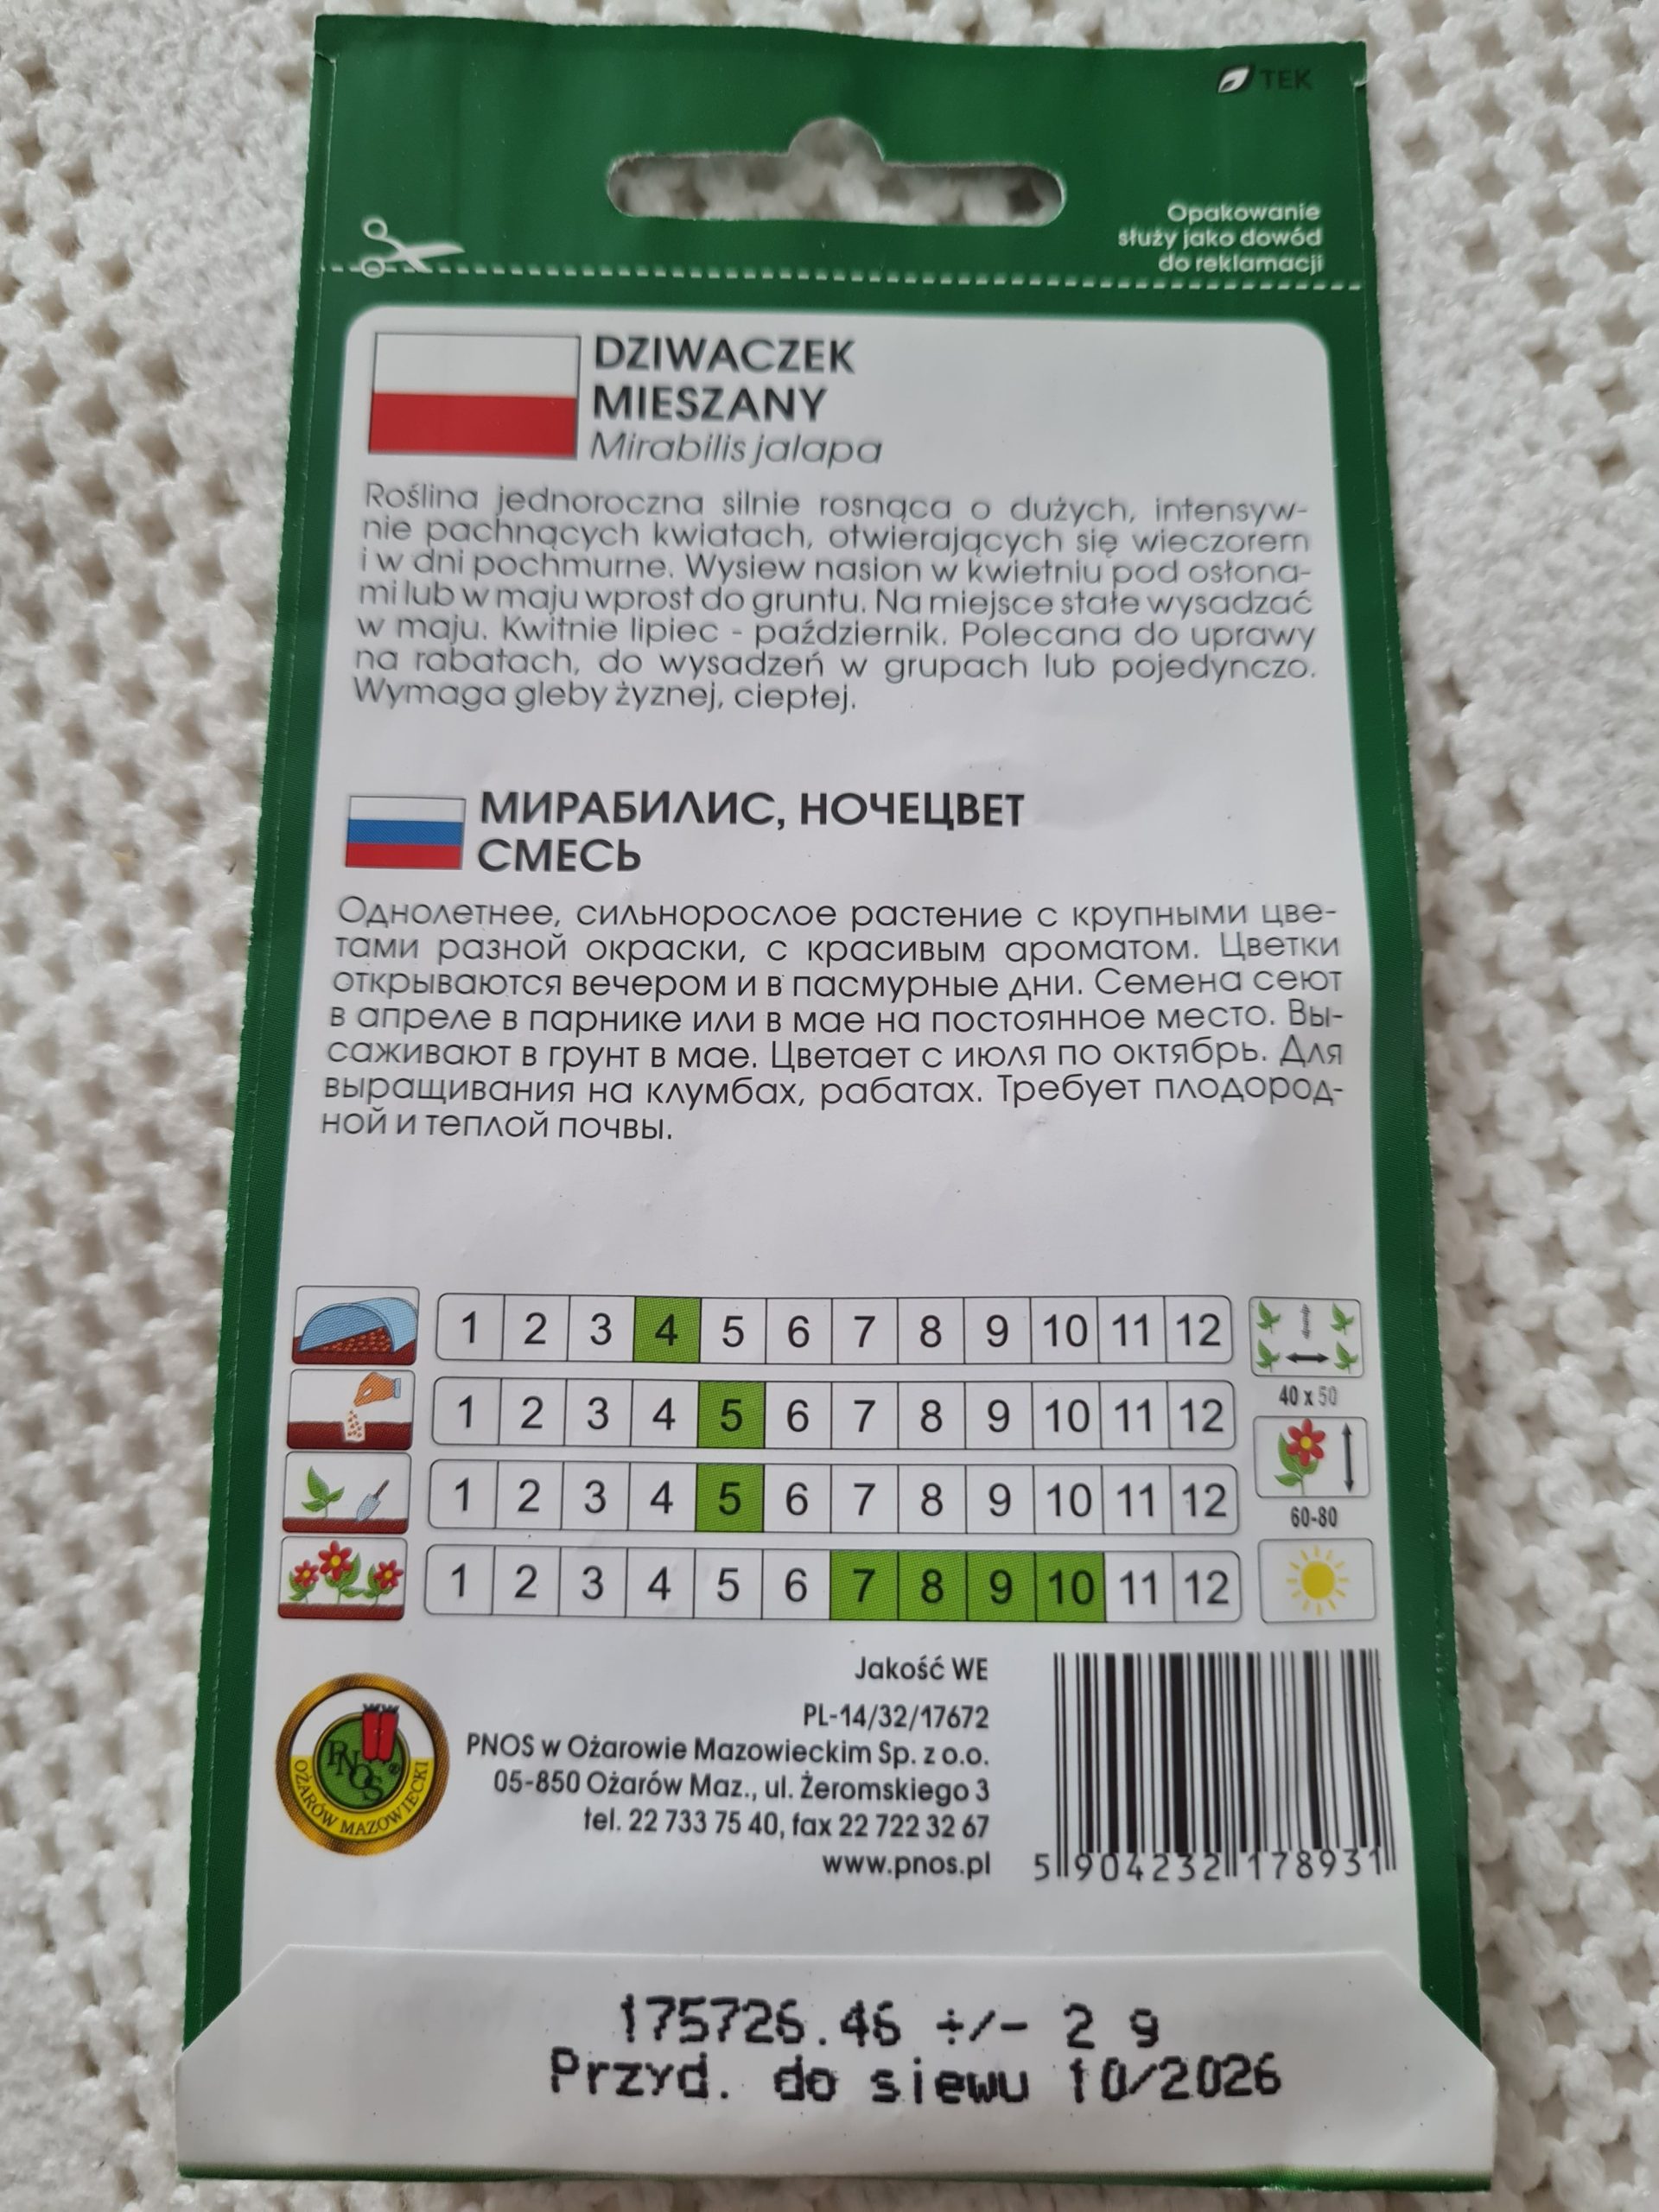 TEK
Opakowanie
służy jako dowód
do reklamacji
DZIWACZEK
MIESZANY
Mirabilis jalapa
Roślina jednoroczna silnie rosnąca o dużych, intensyw-
nie pachnących kwiatach, otwierających się wieczorem
i w dni pochmurne. Wysiew nasion w kwietniu pod osłona-
mi lub w maju wprost do gruntu. Na miejsce stałe wysadzać
w maju. Kwitnie lipiec - październik. Polecana do uprawy
na rabatach, do wysadzeń w grupach lub pojedynczo.
Wymaga gleby żyznej, ciepłej.
МИРАБИЛИС, НОЧЕЦВЕТ
СМЕСЬ
Однолетнее, сильнорослое растение с крупными цве-
тами разной окраски, с красивым ароматом. Цветки
открываются вечером и в пасмурные дни. Семена сеют
в апреле в парнике или в мае на постоянное место. Вы-
саживают в грунт в мае. Цветает с июля по октябрь. Для
выращивания на клумбах, рабатах. Требует плодород-
ной и теплой почвы.
1 2 3 4 5 6 7 8 9 10 11 12
40 x 50
1 2 3 4 5 6 7 8 9 10 11 12
1 2 3 4 5 6 7 8 9 10 11 12
60-80
1 2 3 4 5 6 7 8 9 10 11 12
Jakość WE
PL-14/32/17672
PNOS w Ożarowie Mazowieckim Sp. z o.o.
05-850 Ożarów Maz., ul. Żeromskiego 3
tel. 22 733 75 40, fax 22 722 32 67
www.pnos.pl
PNOS
OŻARÓW MAZOWIECKI
5 904232 178931
175726.46 +/- 2 g
Przyd. do siewu 10/2026